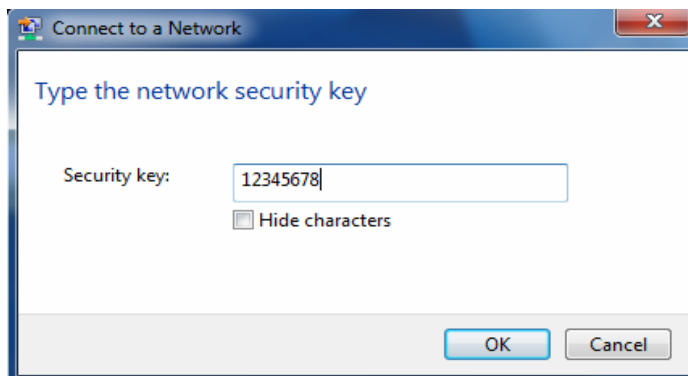 Connect to a Network
Type the network security key
Security key: 12345678
Hide characters
OK Cancel